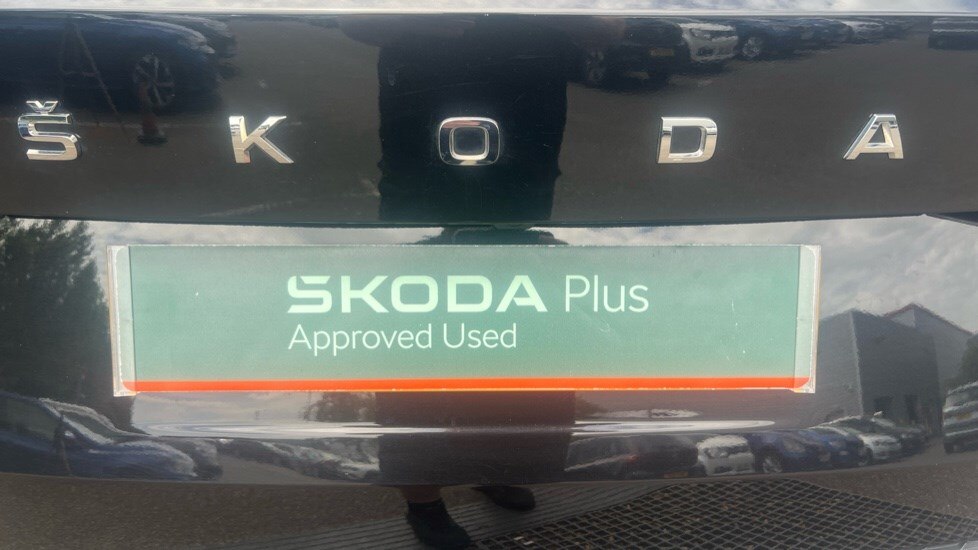 ŠKODA
ŠKODA Plus
Approved Used